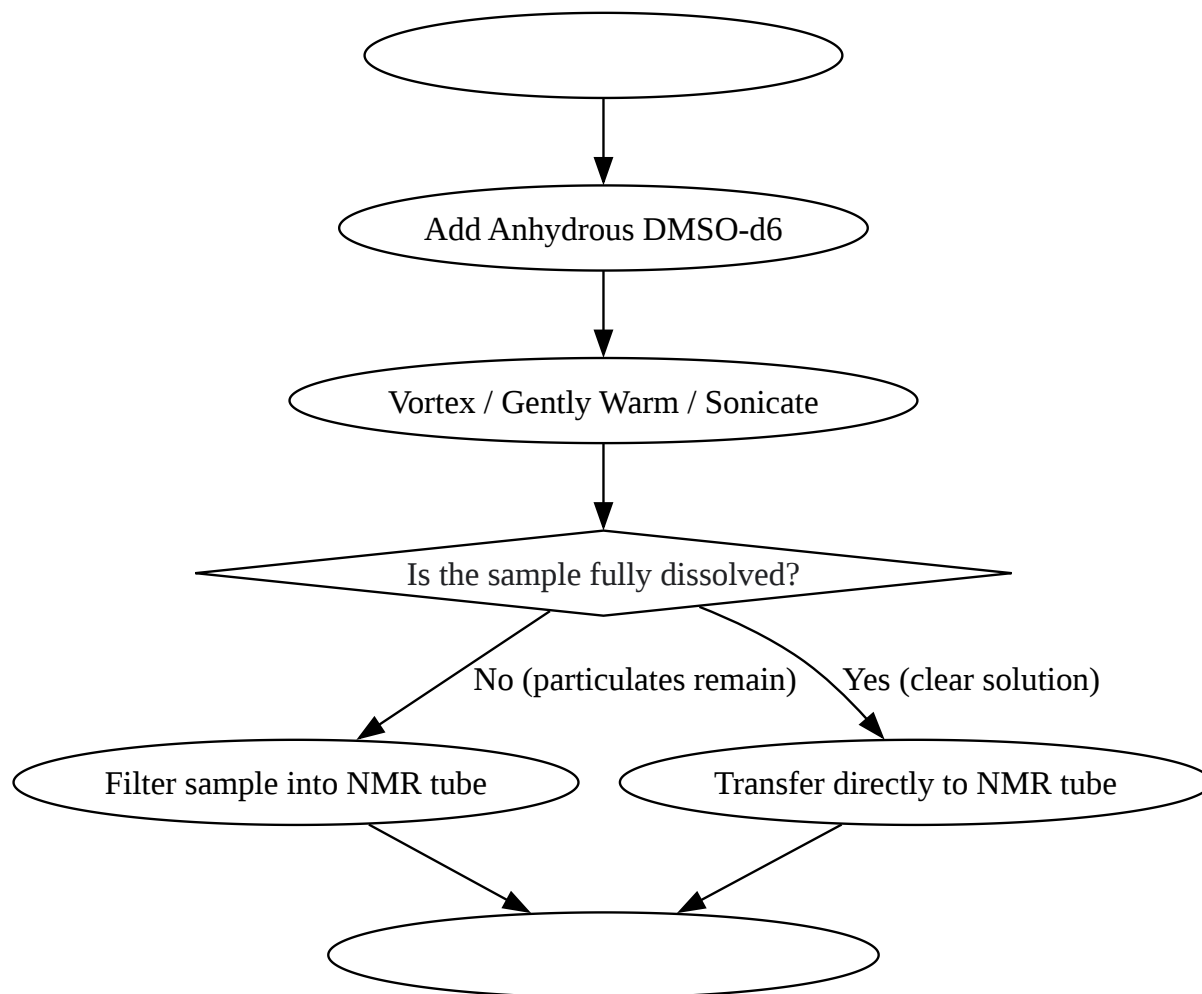 Add Anhydrous DMSO-d6
Vortex / Gently Warm / Sonicate
Is the sample fully dissolved?
No (particulates remain)
Yes (clear solution)
Filter sample into NMR tube
Transfer directly to NMR tube